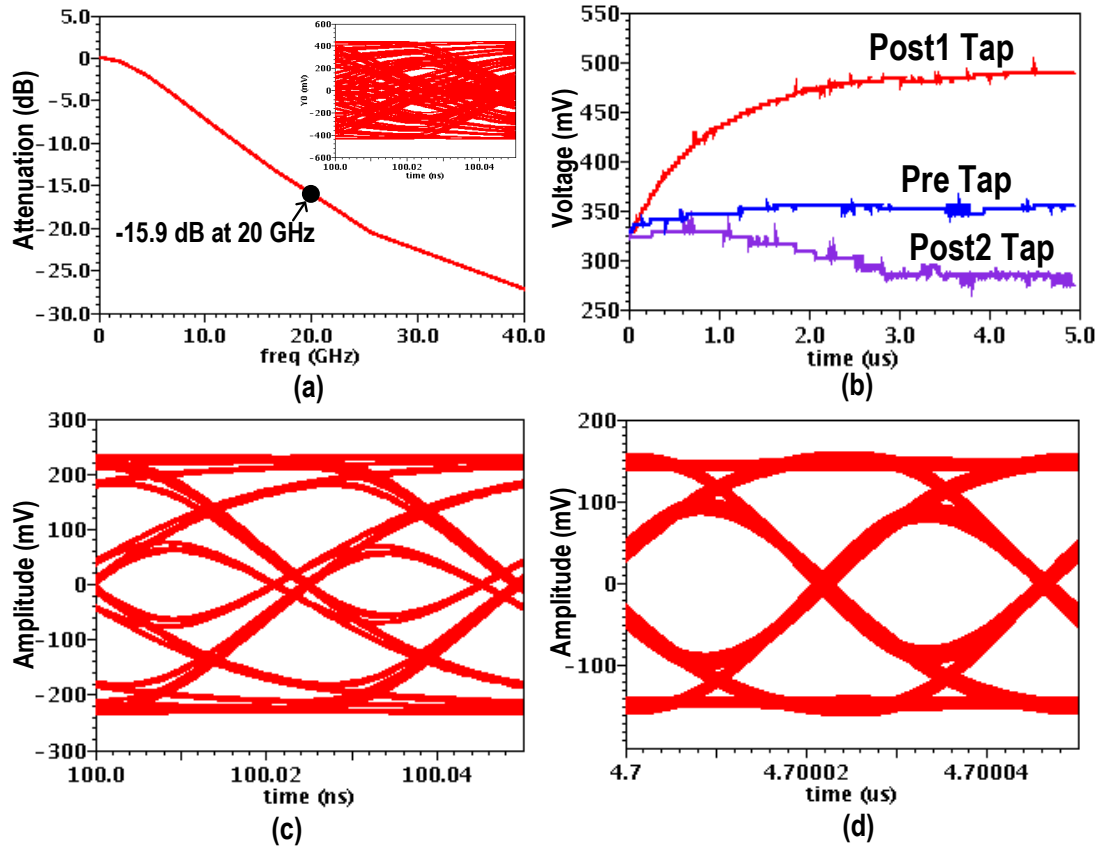 5.0
0
-5.0
-10.0
-15.0
-20.0
-25.0
-30.0
Attenuation (dB)
0.0
10.0
20.0
30.0
40.0
freq (GHz)
-15.9 dB at 20 GHz
600
400
200
0
-200
-400
-600
Y0 (mV)
100.0
100.02
100.04
time (ns)
(a)
550
500
450
400
350
300
250
Voltage (mV)
Post1 Tap
Pre Tap
Post2 Tap
0
1.0
2.0
3.0
4.0
5.0
time (us)
(b)
300
200
100
0
-100
-200
-300
Amplitude (mV)
100.0
100.02
100.04
time (ns)
(c)
200
100
0
-100
Amplitude (mV)
4.7
4.70002
4.70004
time (us)
(d)